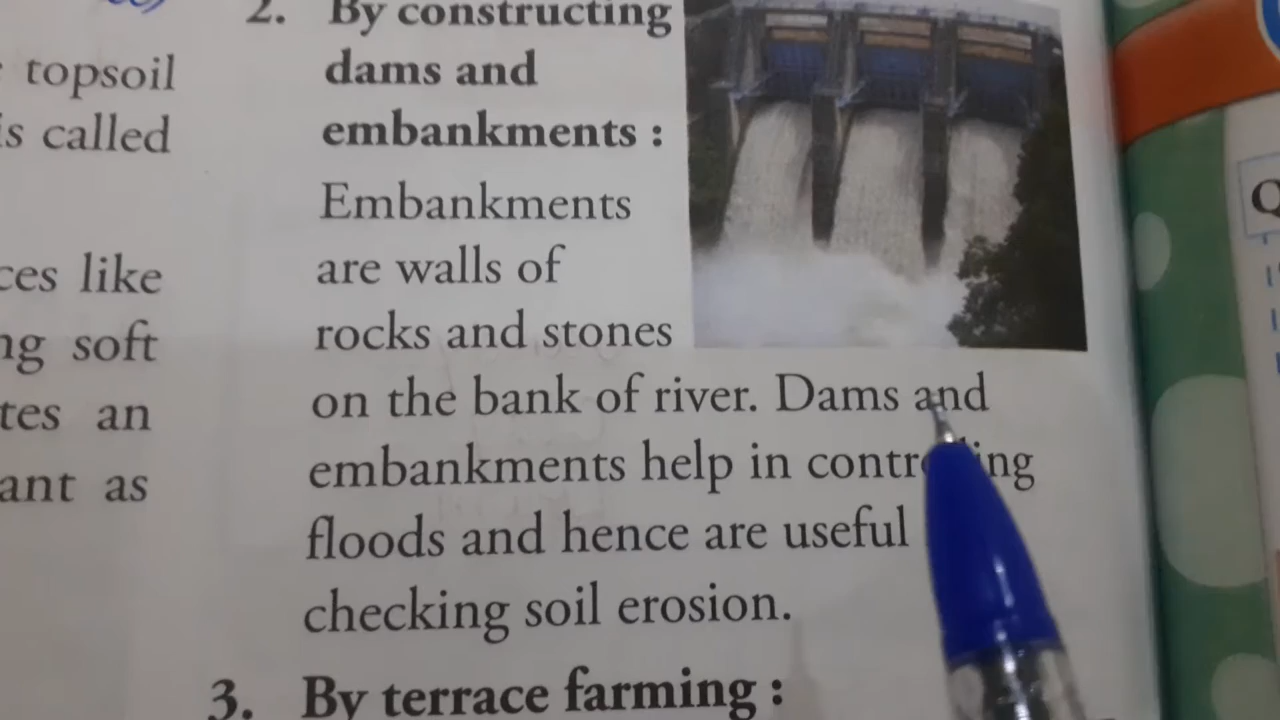 topsoil
is called
ces like
ng soft
tes an
ant as
2. By constructing
dams and
embankments :
Embankments
are walls of
rocks and stones
on the bank of river. Dams and
embankments help in contr ing
floods and hence are useful
checking soil erosion.
3. By terrace farming :
Q